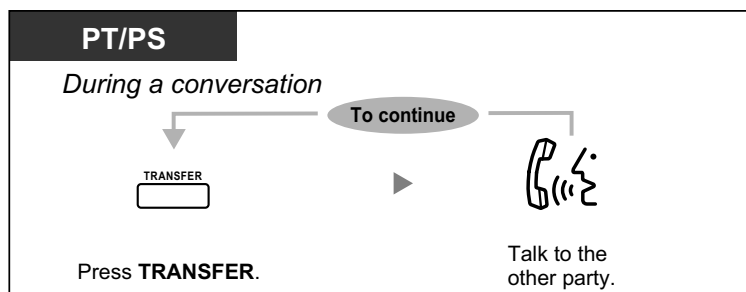 PT/PS
During a conversation
To continue
TRANSFER
Press TRANSFER.
Talk to the
other party.